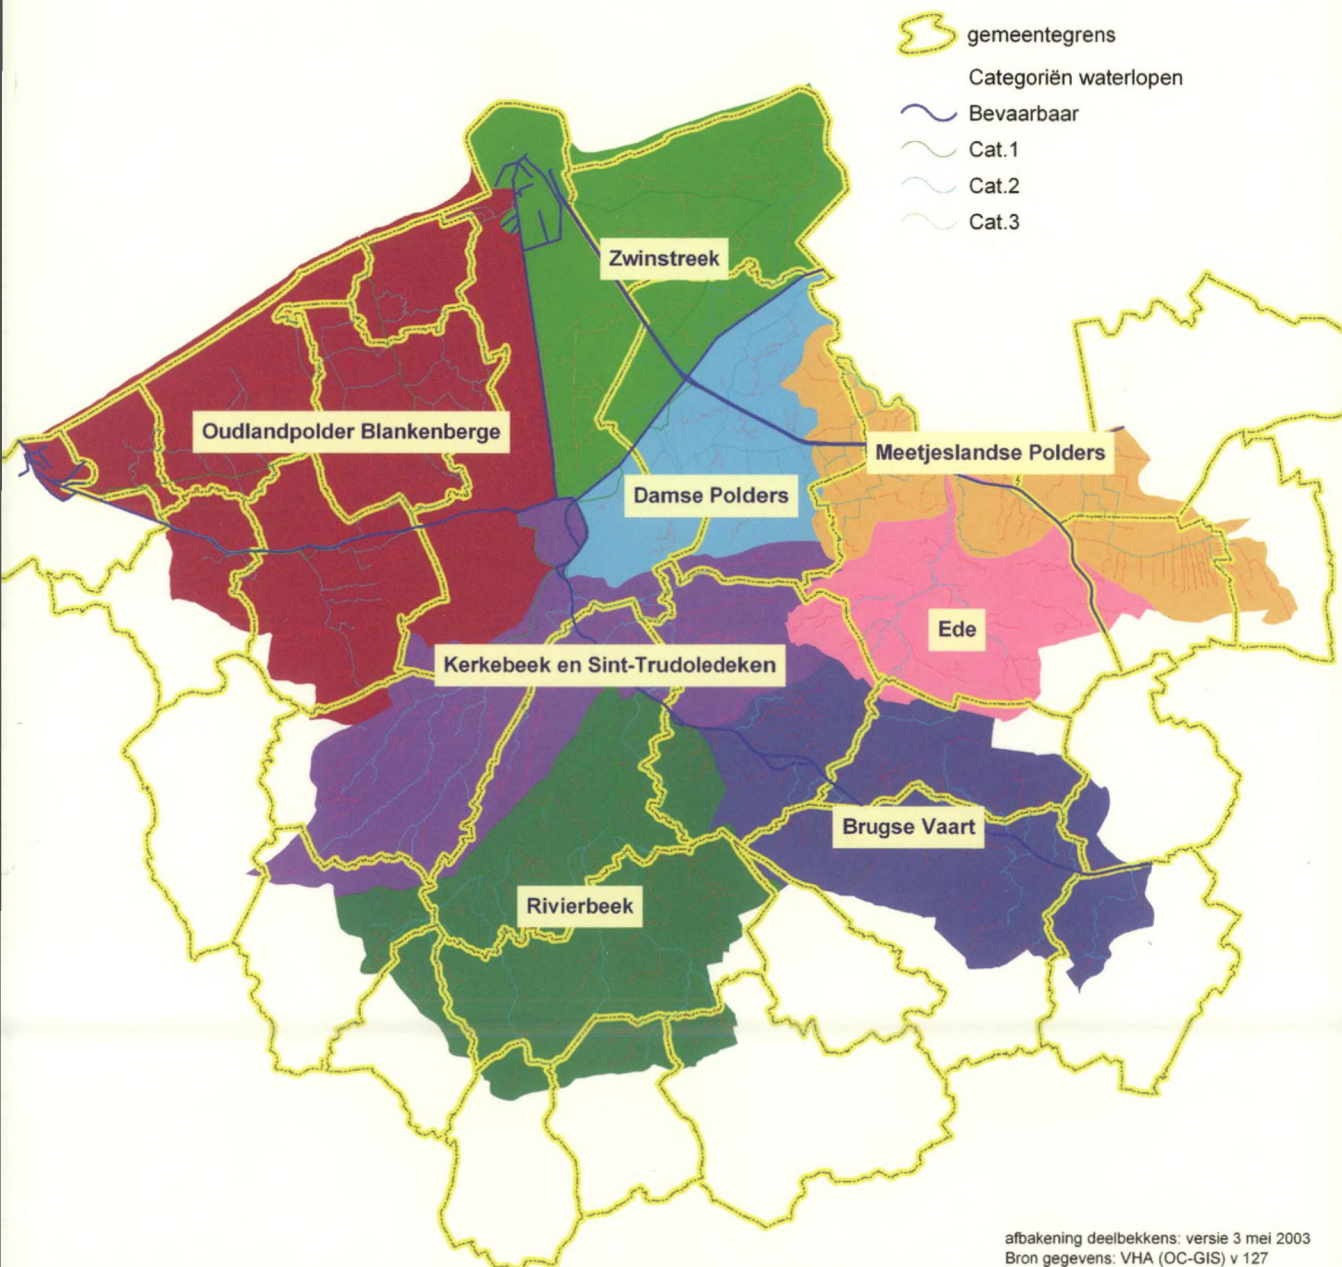 gemeentegrens
Categoriën waterlopen
Bevaarbaar
Cat.1
Cat.2
Cat.3
Zwinstreek
Oudlandpolder Blankenberge
Meetjeslandse Polders
Damse Polders
Ede
Kerkebeek en Sint-Trudoledeken
Brugse Vaart
Rivierbeek
afbakening deelbekkens: versie 3 mei 2003
Bron gegevens: VHA (OC-GIS) v 127